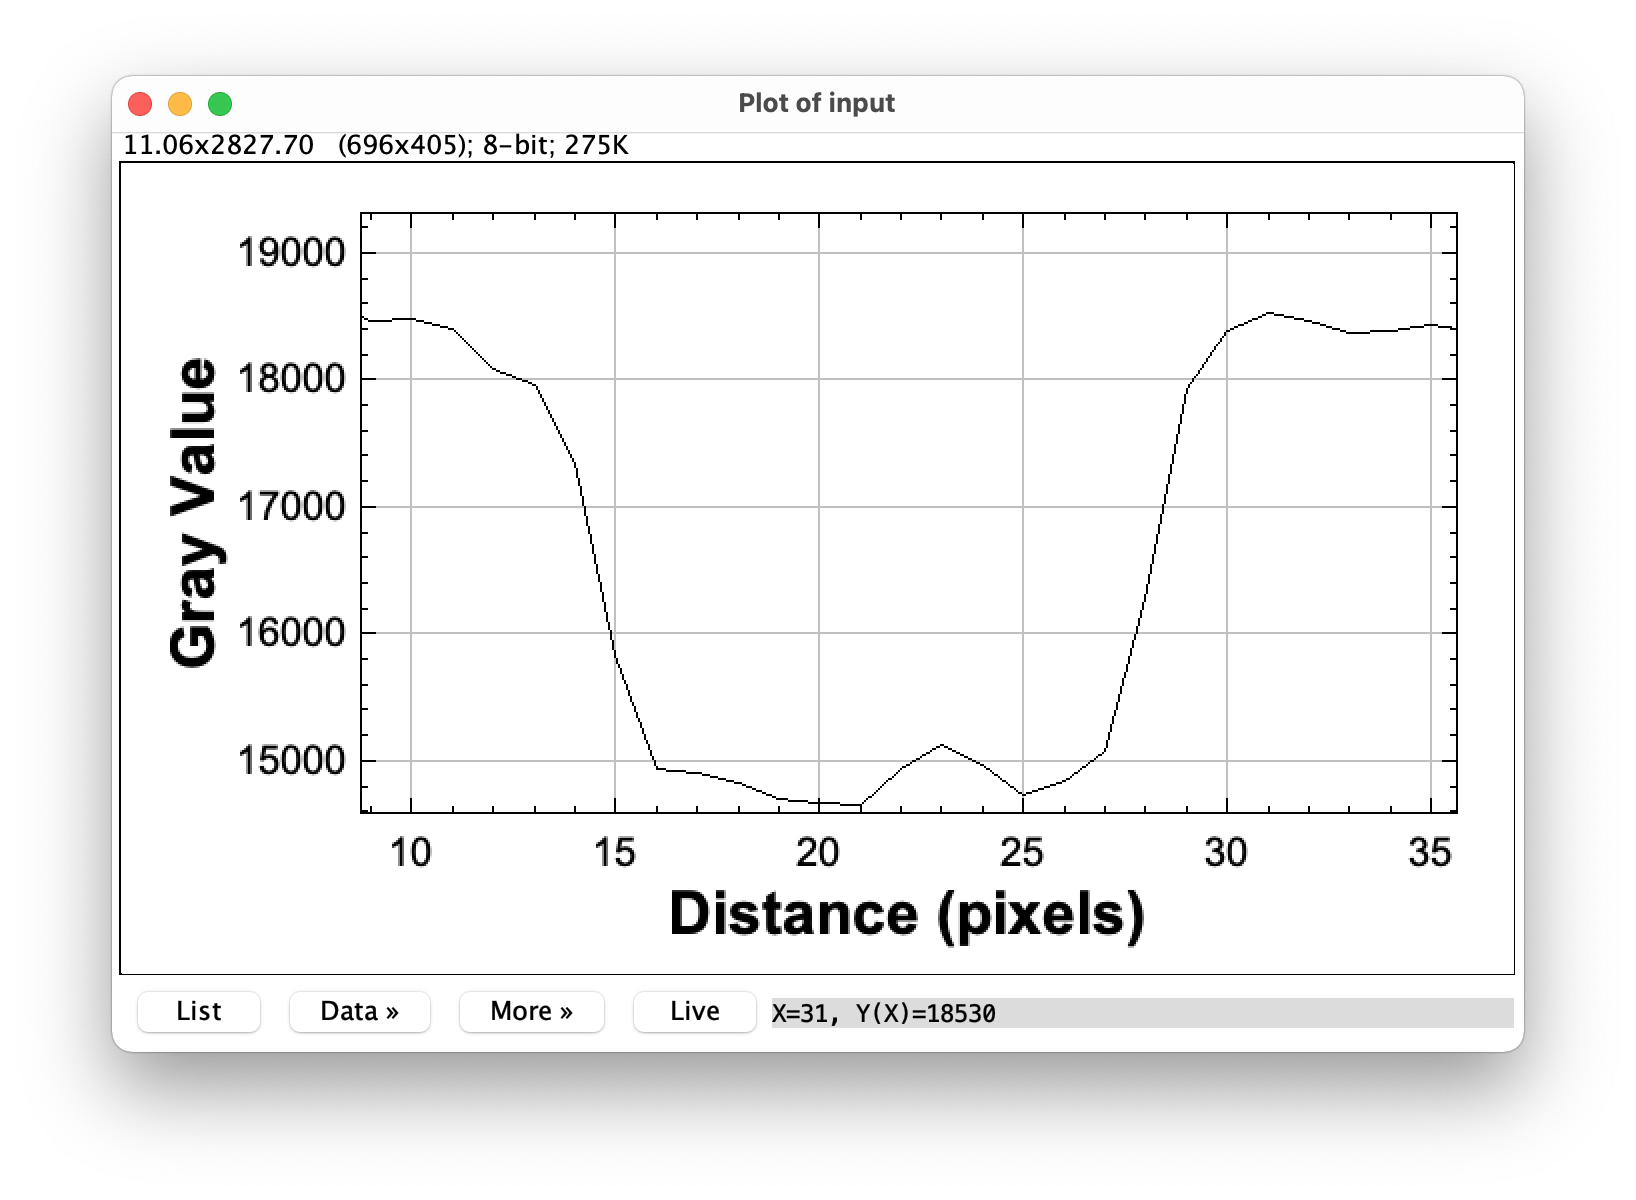 Plot of input
11.06x2827.70 (696x405); 8-bit; 275K
19000
18000
17000
16000
15000
Gray Value
10 15 20 25 30 35
Distance (pixels)
List Data » More » Live X=31, Y(X)=18530